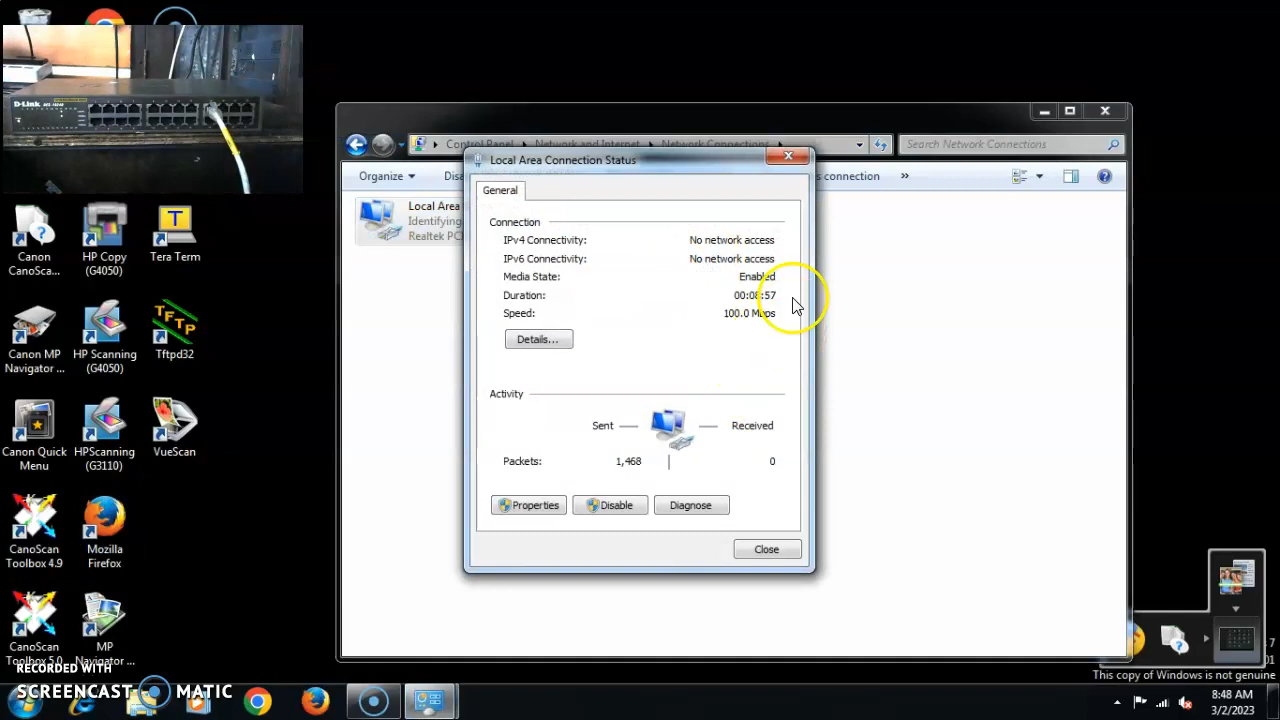 D-Link
Control Panel
Network and Internet
Network Connections
Search Network Connections
Organize
Disa
s connection
»
Local Area
Identifying
Realtek PC
Local Area Connection Status
General
Connection
IPv4 Connectivity: No network access
IPv6 Connectivity: No network access
Media State: Enabled
Duration: 00:08:57
Speed: 100.0 Mbps
Details...
Activity
Sent
Received
Packets: 1,468 0
Properties
Disable
Diagnose
Close
Canon
CanoSca...
HP Copy
(G4050)
T
Tera Term
Canon MP
Navigator ...
HP Scanning
(G4050)
TFTP
Tftpd32
Canon Quick
Menu
HPScanning
(G3110)
VueScan
CanoScan
Toolbox 4.9
Mozilla
Firefox
CanoScan
Toolbox 5.0
MP
Navigator ...
RECORDED WITH
SCREENCAST MATIC
7
01
This copy of Windows is not genuine
8:48 AM
3/2/2023